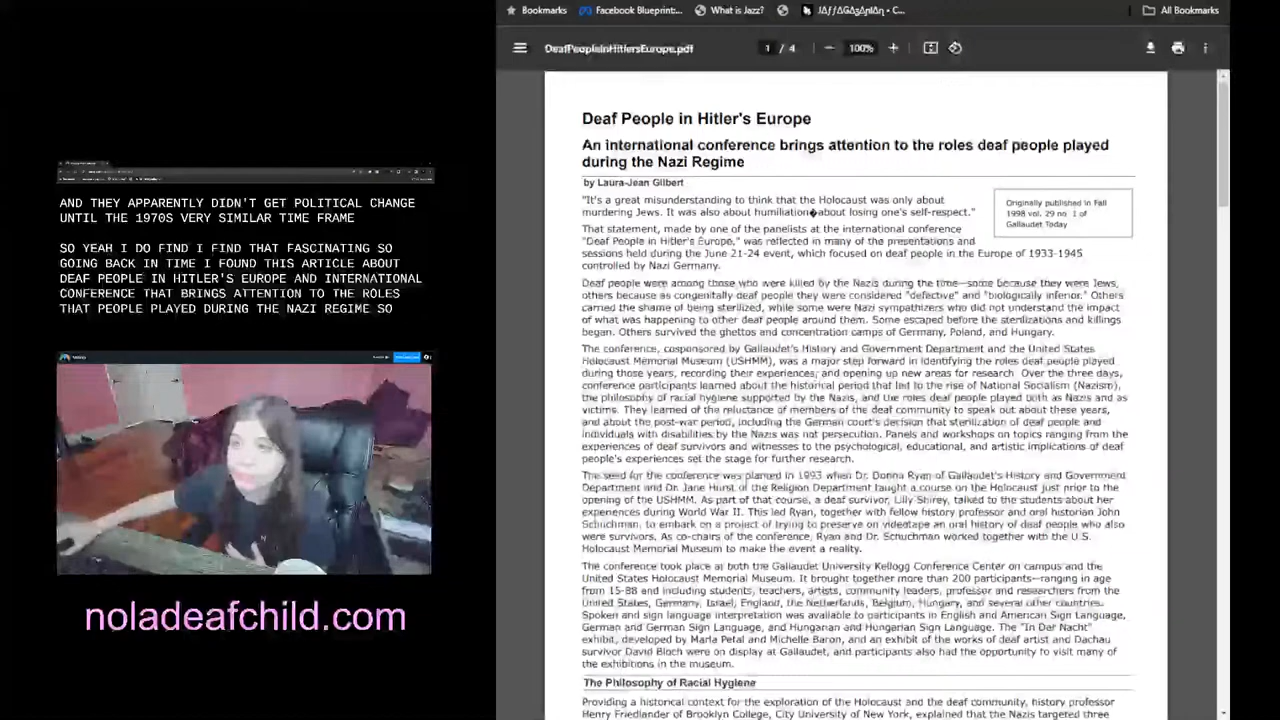 Bookmarks
Facebook Blueprint:...
What is Jazz?
All Bookmarks
DeafPeopleInHitlersEurope.pdf
1 / 4
100%
Deaf People in Hitler's Europe
An international conference brings attention to the roles deaf people played
during the Nazi Regime
by Laura-Jean Gilbert
Originally published in Fall
1998 vol. 29 no 1 of
Gallaudet Today
"It's a great misunderstanding to think that the Holocaust was only about
murdering Jews. It was also about humiliation�about losing one's self-respect."
That statement, made by one of the panelists at the international conference
"Deaf People in Hitler's Europe," was reflected in many of the presentations and
sessions held during the June 21-24 event, which focused on deaf people in the Europe of 1933-1945
controlled by Nazi Germany.
Deaf people were among those who were killed by the Nazis during the time—some because they were Jews,
others because as congenitally deaf people they were considered "defective" and "biologically inferior." Others
carried the shame of being sterilized, while some were Nazi sympathizers who did not understand the impact
of what was happening to other deaf people around them. Some escaped before the sterilizations and killings
began. Others survived the ghettos and concentration camps of Germany, Poland, and Hungary.
The conference, cosponsored by Gallaudet's History and Government Department and the United States
Holocaust Memorial Museum (USHMM), was a major step forward in identifying the roles deaf people played
during those years, recording their experiences, and opening up new areas for research. Over the three days,
conference participants learned about the historical period that led to the rise of National Socialism (Nazism),
the philosophy of racial hygiene supported by the Nazis, and the roles deaf people played both as Nazis and as
victims. They learned of the reluctance of members of the deaf community to speak out about these years,
and about the post-war period, including the German court's decision that sterilization of deaf people and
individuals with disabilities by the Nazis was not persecution. Panels and workshops on topics ranging from the
experiences of deaf survivors and witnesses to the psychological, educational, and artistic implications of deaf
people's experiences set the stage for further research.
The seed for the conference was planted in 1993 when Dr. Donna Ryan of Gallaudet's History and Government
Department and Dr. Jane Hurst of the Religion Department taught a course on the Holocaust just prior to the
opening of the USHMM. As part of that course, a deaf survivor, Lilly Shirey, talked to the students about her
experiences during World War II. This led Ryan, together with fellow history professor and oral historian John
Schuchman, to embark on a project of trying to preserve on videotape an oral history of deaf people who also
were survivors. As co-chairs of the conference, Ryan and Dr. Schuchman worked together with the U.S.
Holocaust Memorial Museum to make the event a reality.
The conference took place at both the Gallaudet University Kellogg Conference Center on campus and the
United States Holocaust Memorial Museum. It brought together more than 200 participants—ranging in age
from 15-88 and including students, teachers, artists, community leaders, professor and researchers from the
United States, Germany, Israel, England, the Netherlands, Belgium, Hungary, and several other countries.
Spoken and sign language interpretation was available to participants in English and American Sign Language,
German and German Sign Language, and Hungarian and Hungarian Sign Language. The "In Der Nacht"
exhibit, developed by Marla Petal and Michelle Baron, and an exhibit of the works of deaf artist and Dachau
survivor David Bloch were on display at Gallaudet, and participants also had the opportunity to visit many of
the exhibitions in the museum.
The Philosophy of Racial Hygiene
Providing a historical context for the exploration of the Holocaust and the deaf community, history professor
Henry Friedlander of Brooklyn College, City University of New York, explained that the Nazis targeted three
AND THEY APPARENTLY DIDN'T GET POLITICAL CHANGE
UNTIL THE 1970S VERY SIMILAR TIME FRAME
SO YEAH I DO FIND I FIND THAT FASCINATING SO
GOING BACK IN TIME I FOUND THIS ARTICLE ABOUT
DEAF PEOPLE IN HITLER'S EUROPE AND INTERNATIONAL
CONFERENCE THAT BRINGS ATTENTION TO THE ROLES
THAT PEOPLE PLAYED DURING THE NAZI REGIME SO
noladeafchild.com